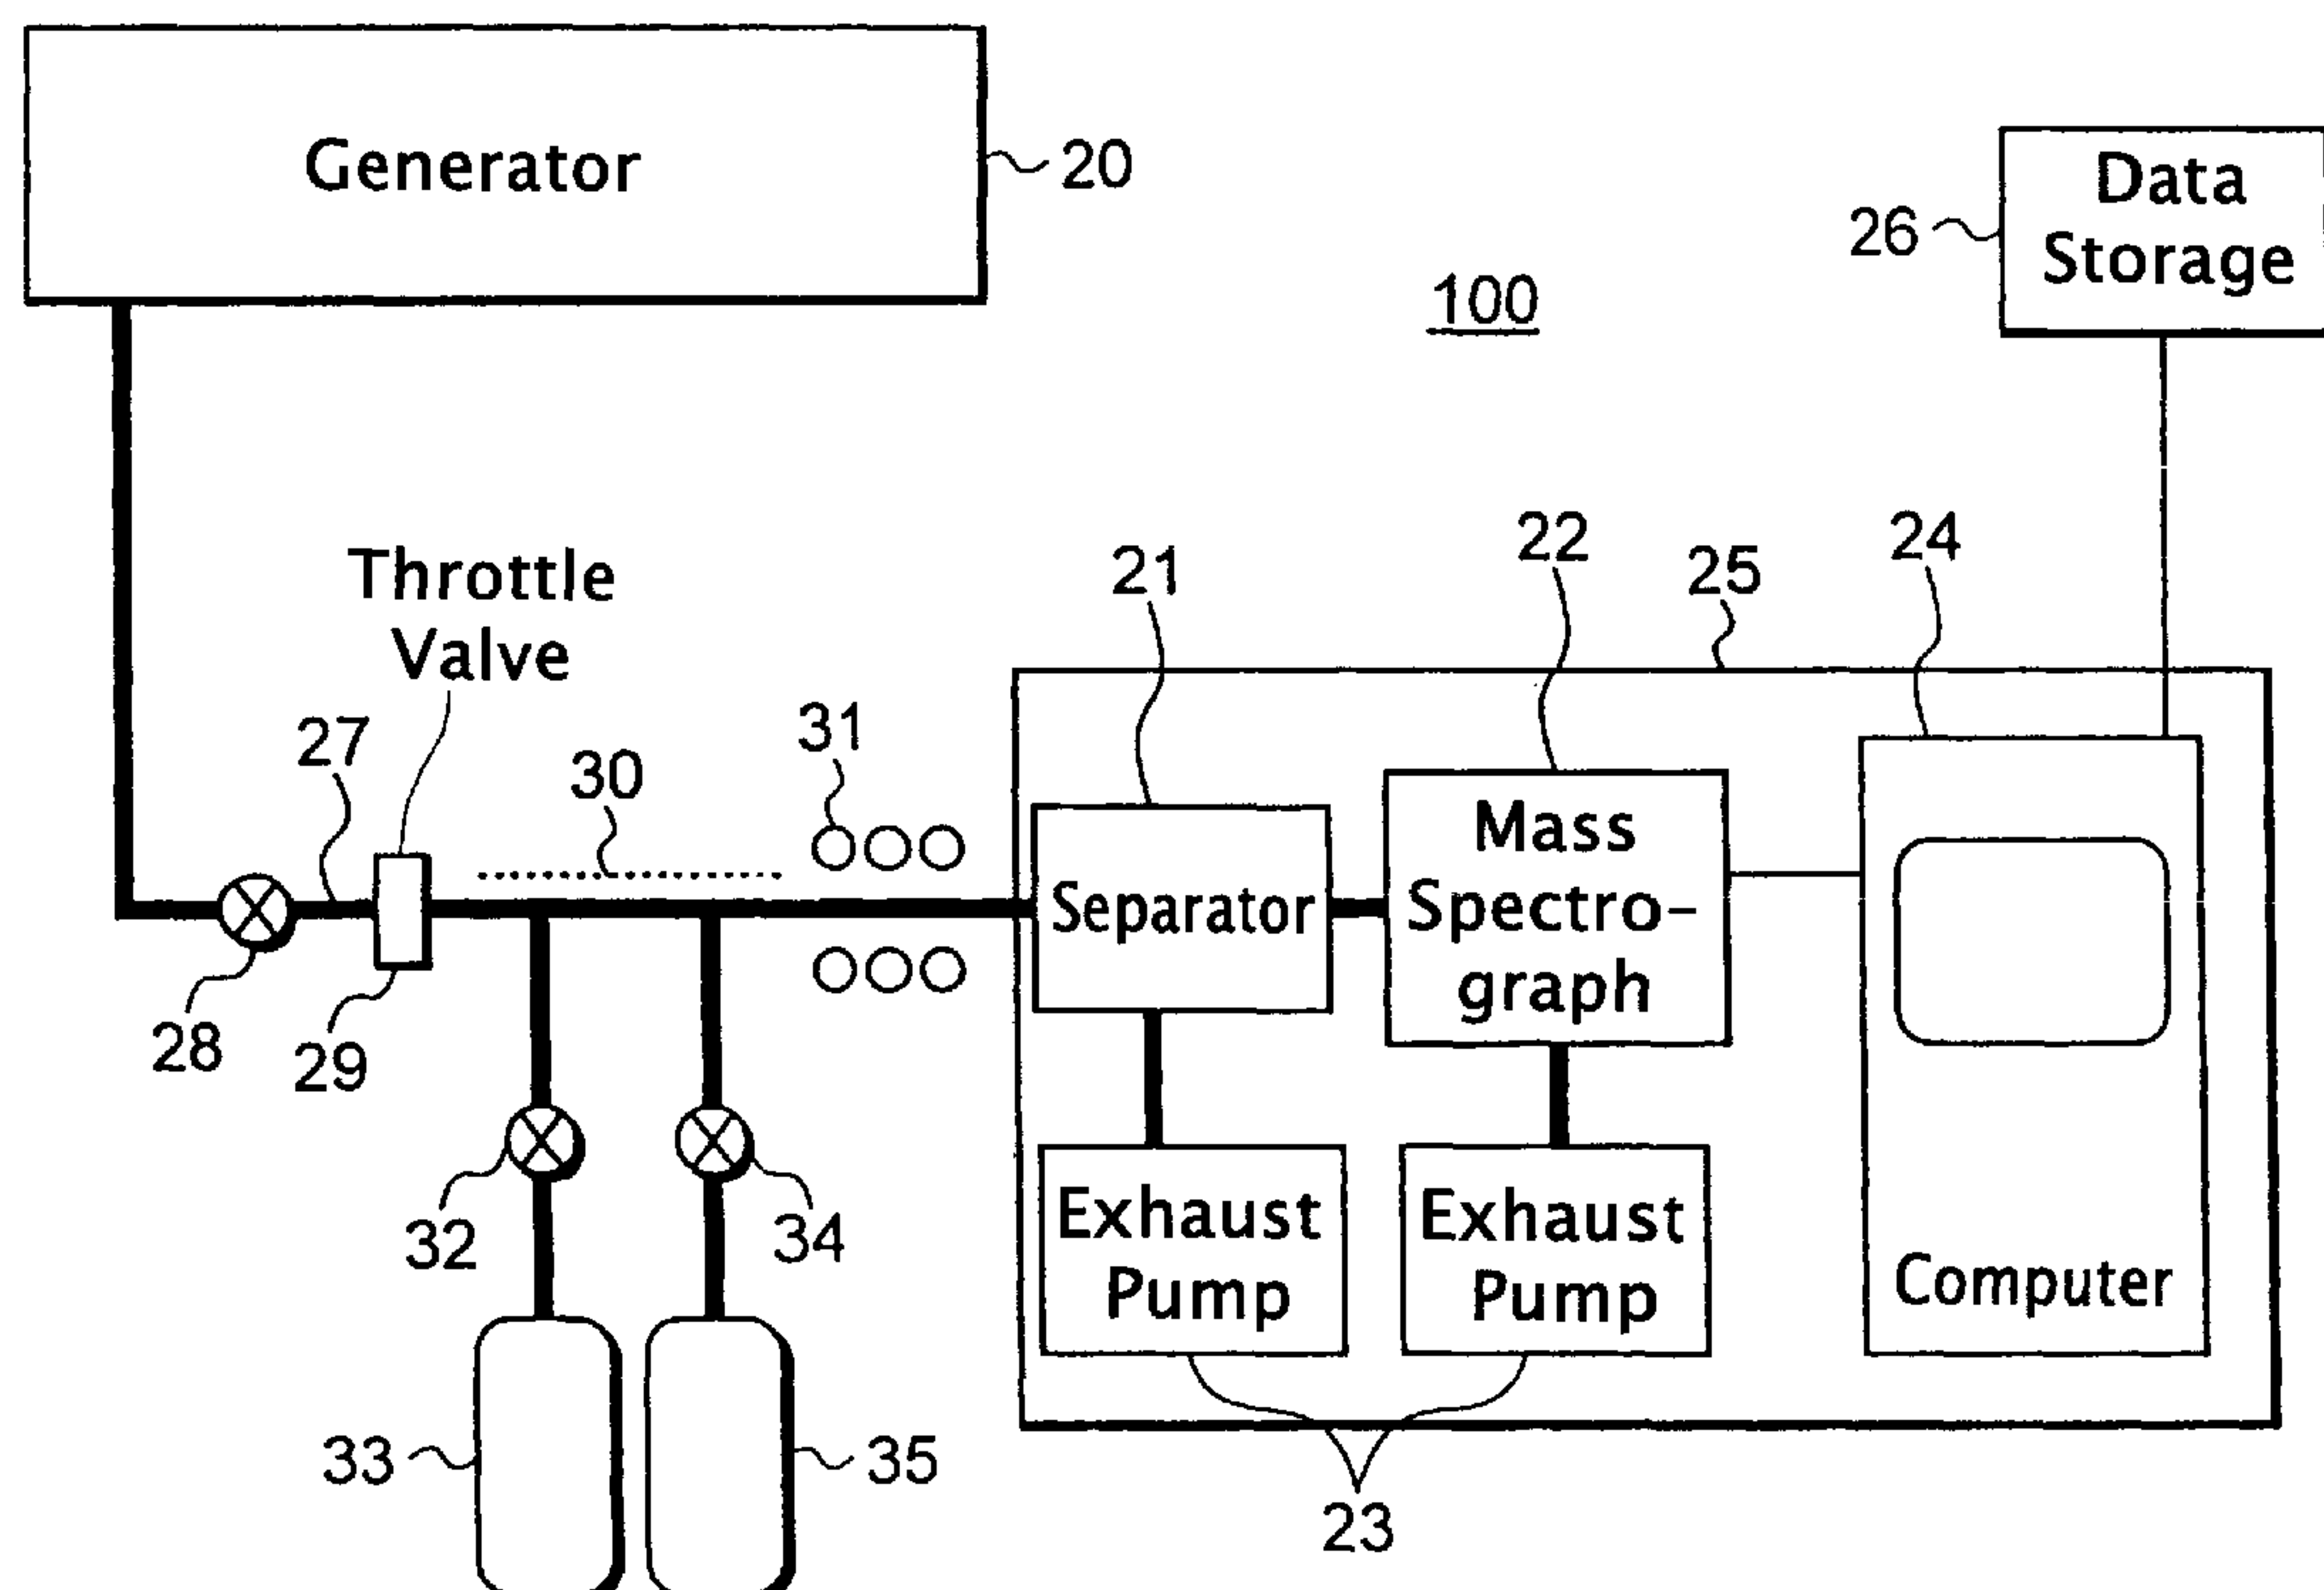 Generator
20
Data
Storage
26
100
Throttle
Valve
21
22
25
24
27
30
31
28
29
Separator
Mass
Spectro-
graph
32
34
Exhaust
Pump
Exhaust
Pump
Computer
33
35
23